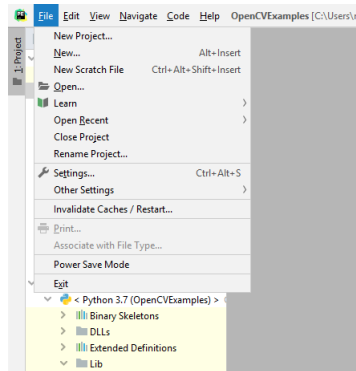 File Edit View Navigate Code Help OpenCVExamples [C:\Users\
1: Project
New Project...
New... Alt+Insert
New Scratch File Ctrl+Alt+Shift+Insert
Open...
Learn
Open Recent
Close Project
Rename Project...
Settings... Ctrl+Alt+S
Other Settings
Invalidate Caches / Restart...
Print...
Associate with File Type...
Power Save Mode
Exit
< Python 3.7 (OpenCVExamples) >
Binary Skeletons
DLLs
Extended Definitions
Lib